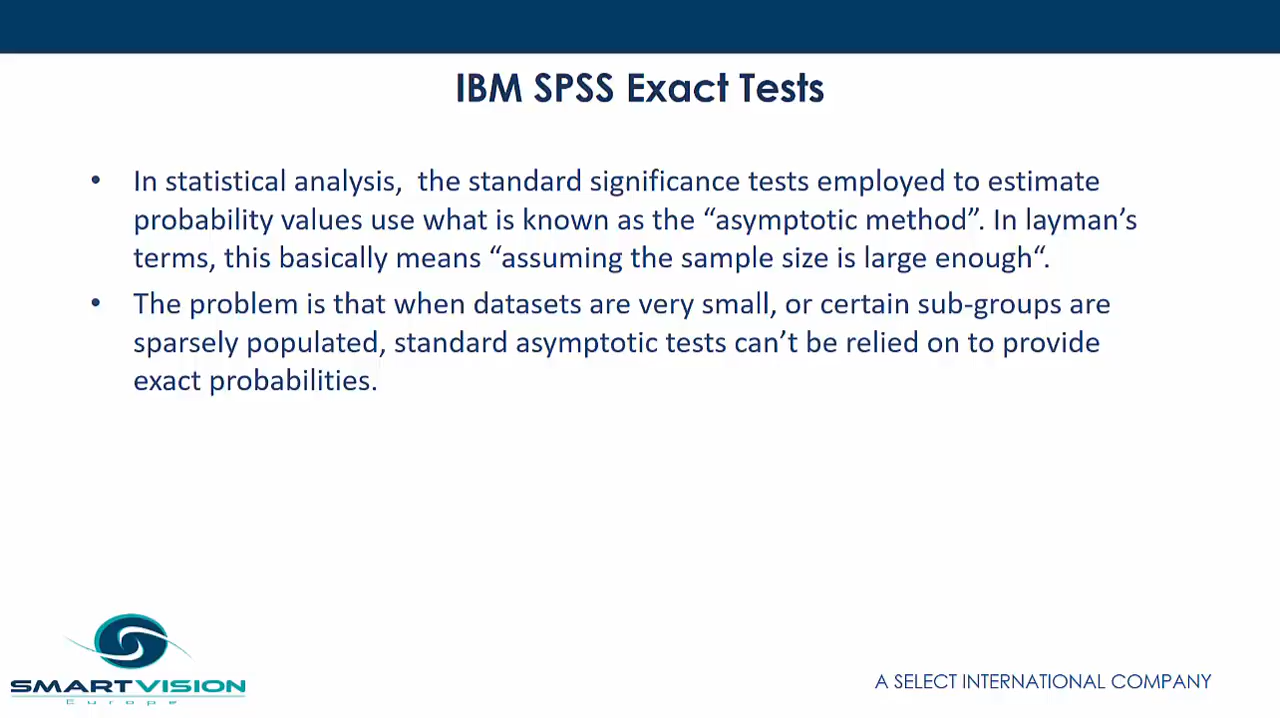 IBM SPSS Exact Tests
• In statistical analysis,  the standard significance tests employed to estimate
probability values use what is known as the “asymptotic method”. In layman’s
terms, this basically means “assuming the sample size is large enough“.
• The problem is that when datasets are very small, or certain sub-groups are
sparsely populated, standard asymptotic tests can’t be relied on to provide
exact probabilities.
SMARTVISION
Europe
A SELECT INTERNATIONAL COMPANY